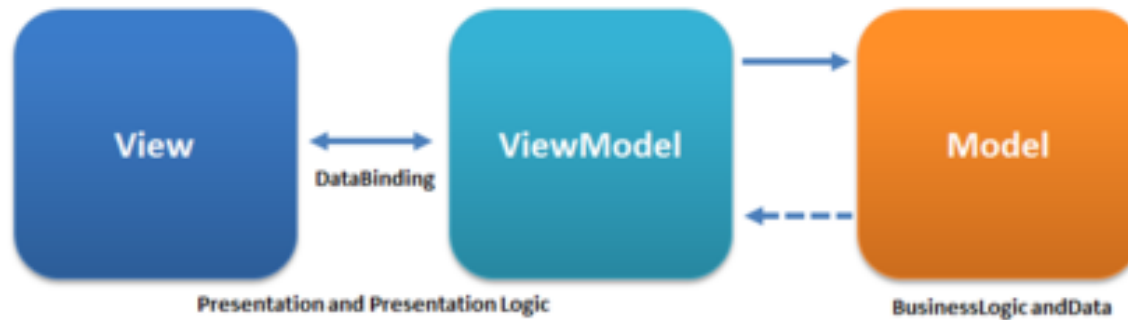 View
ViewModel
Model
DataBinding
Presentation and Presentation Logic
BusinessLogic andData